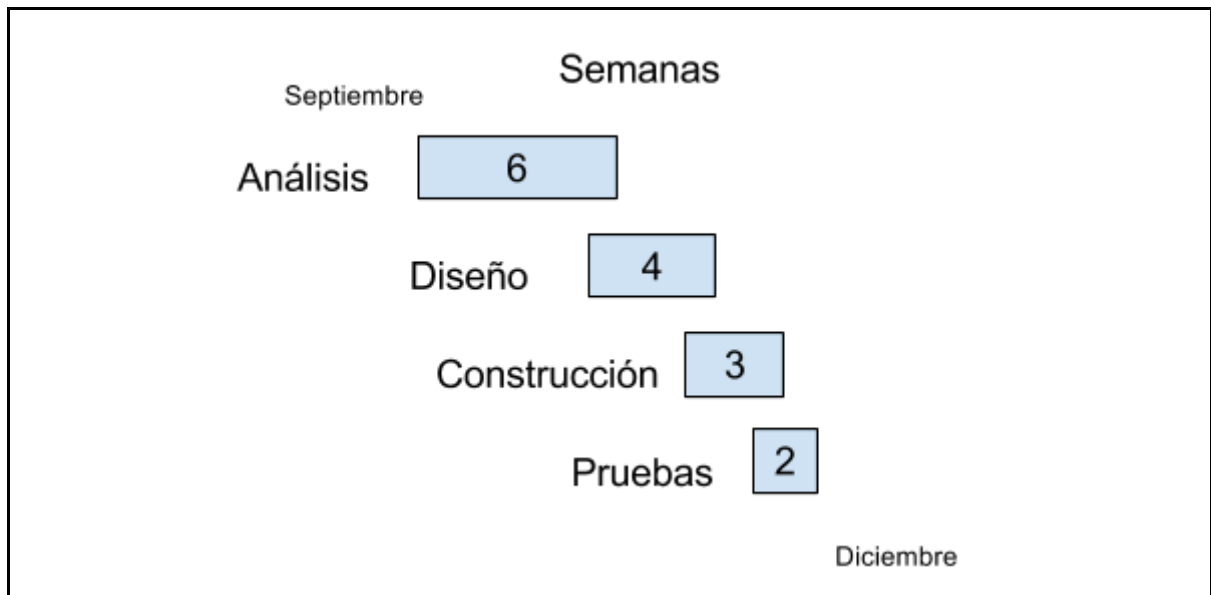 Semanas
Septiembre
Análisis 6
Diseño 4
Construcción 3
Pruebas 2
Diciembre